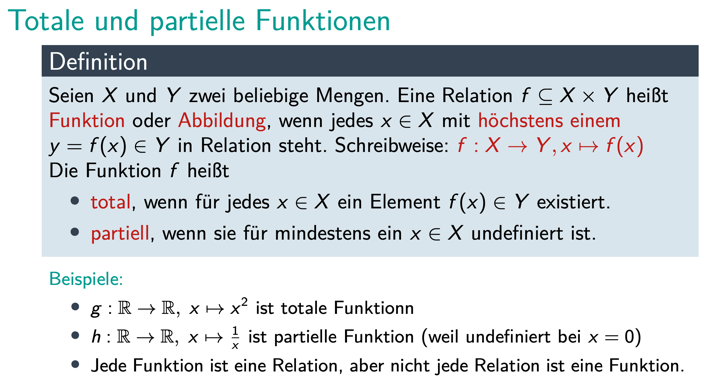 Totale und partielle Funktionen
Definition
Seien X und Y zwei beliebige Mengen. Eine Relation f ⊆ X × Y heißt
Funktion oder Abbildung, wenn jedes x ∈ X mit höchstens einem
y = f(x) ∈ Y in Relation steht. Schreibweise: f : X → Y, x ↦ f(x)
Die Funktion f heißt
• total, wenn für jedes x ∈ X ein Element f(x) ∈ Y existiert.
• partiell, wenn sie für mindestens ein x ∈ X undefiniert ist.
Beispiele:
• g : ℝ → ℝ, x ↦ x² ist totale Funktionn
• h : ℝ → ℝ, x ↦ 1/x ist partielle Funktion (weil undefiniert bei x = 0)
• Jede Funktion ist eine Relation, aber nicht jede Relation ist eine Funktion.